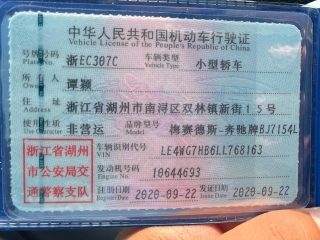 中华人民共和国机动车行驶证
Vehicle License of the People's Republic of China
号牌号码 浙EC307C 车辆类型 小型轿车
Plate No. Vehicle Type
所有人 谭颖
Owner
住址 浙江省湖州市南浔区双林镇新街15号
Address
使用性质 非营运 品牌型号 梅赛德斯-奔驰牌BJ7154L
Use Character Model
浙江省湖州市公安局交通警察支队
车辆识别代号 LE4WG7HB6LL768163
VIN
发动机号码 10644693
Engine No.
注册日期 2020-09-22 发证日期 2020-09-22
Register Date Issue Date